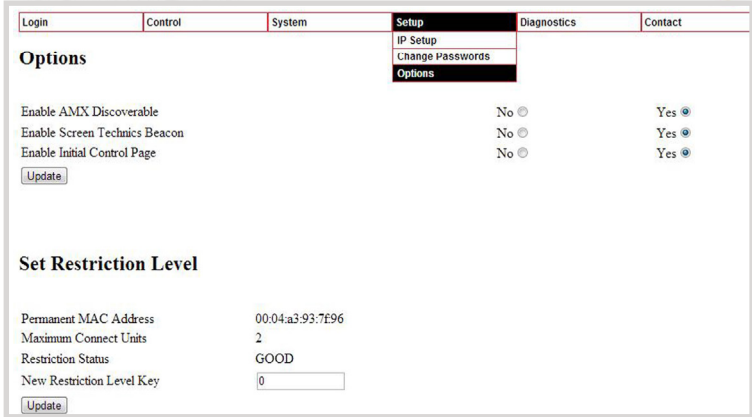 Login Control System Setup Diagnostics Contact
IP Setup
Change Passwords
Options
Options
Enable AMX Discoverable No Yes
Enable Screen Technics Beacon No Yes
Enable Initial Control Page No Yes
Update
Set Restriction Level
Permanent MAC Address 00:04:a3:93:7f:96
Maximum Connect Units 2
Restriction Status GOOD
New Restriction Level Key 0
Update